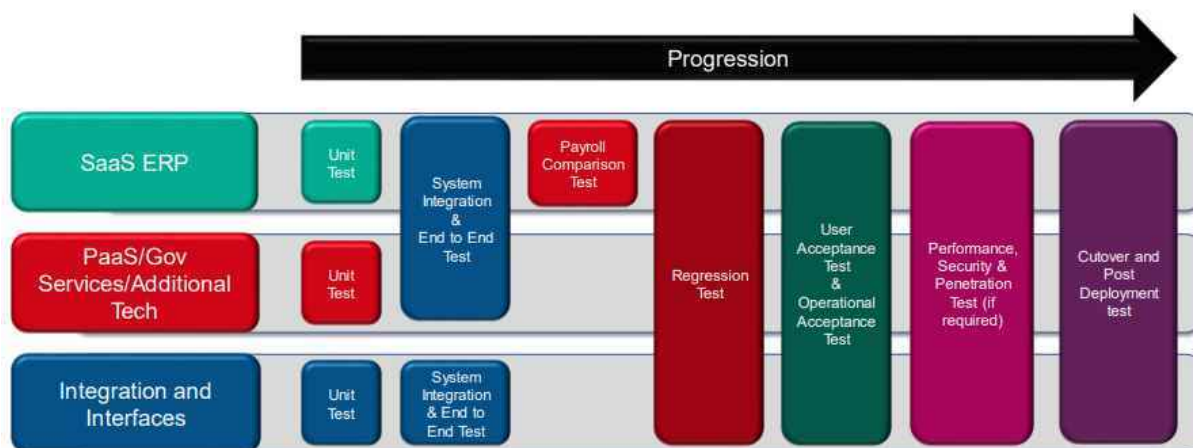 Progression
SaaS ERP
Unit
Test
System
Integration
&
End to End
Test
Payroll
Comparison
Test
Regression
Test
User
Acceptance
Test
&
Operational
Acceptance
Test
Performance,
Security &
Penetration
Test (if
required)
Cutover and
Post
Deployment
test
PaaS/Gov
Services/Additional
Tech
Unit
Test
Integration and
Interfaces
Unit
Test
System
Integration
& End to
End Test